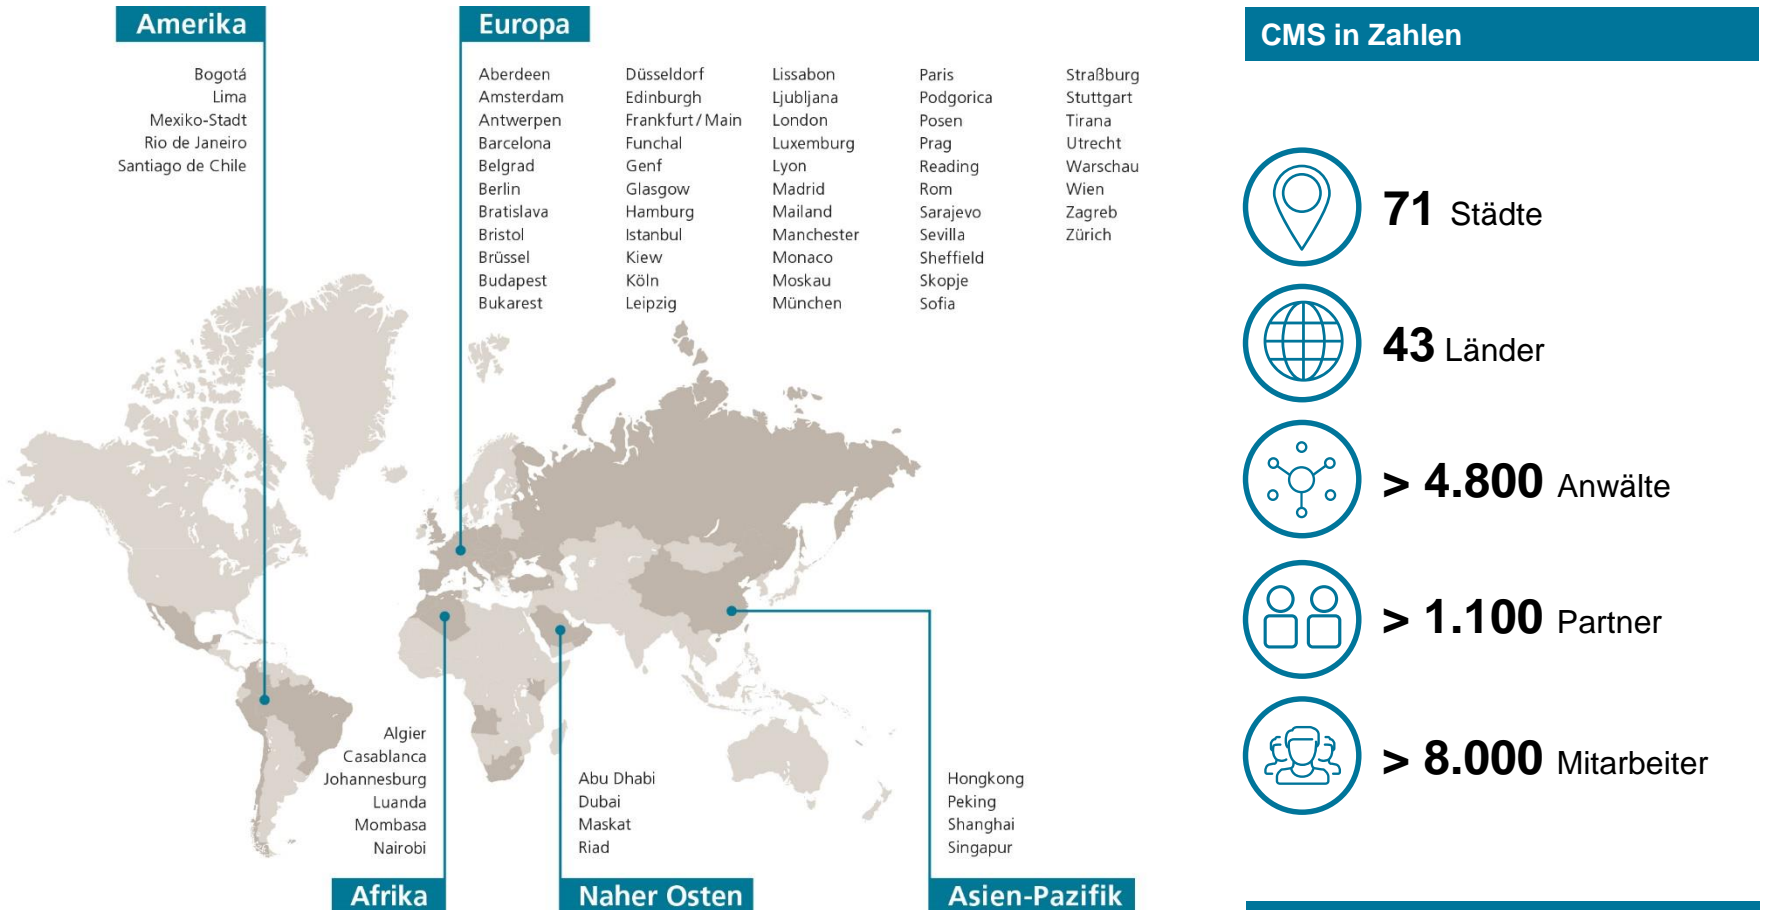 Amerika
Bogotá
Lima
Mexiko-Stadt
Rio de Janeiro
Santiago de Chile
Europa
Aberdeen
Amsterdam
Antwerpen
Barcelona
Belgrad
Berlin
Bratislava
Bristol
Brüssel
Budapest
Bukarest
Düsseldorf
Edinburgh
Frankfurt / Main
Funchal
Genf
Glasgow
Hamburg
Istanbul
Kiew
Köln
Leipzig
Lissabon
Ljubljana
London
Luxemburg
Lyon
Madrid
Mailand
Manchester
Monaco
Moskau
München
Paris
Podgorica
Posen
Prag
Reading
Rom
Sarajevo
Sevilla
Sheffield
Skopje
Sofia
Straßburg
Stuttgart
Tirana
Utrecht
Warschau
Wien
Zagreb
Zürich
Algier
Casablanca
Johannesburg
Luanda
Mombasa
Nairobi
Afrika
Abu Dhabi
Dubai
Maskat
Riad
Naher Osten
Hongkong
Peking
Shanghai
Singapur
Asien-Pazifik
CMS in Zahlen
71 Städte
43 Länder
> 4.800 Anwälte
> 1.100 Partner
> 8.000 Mitarbeiter